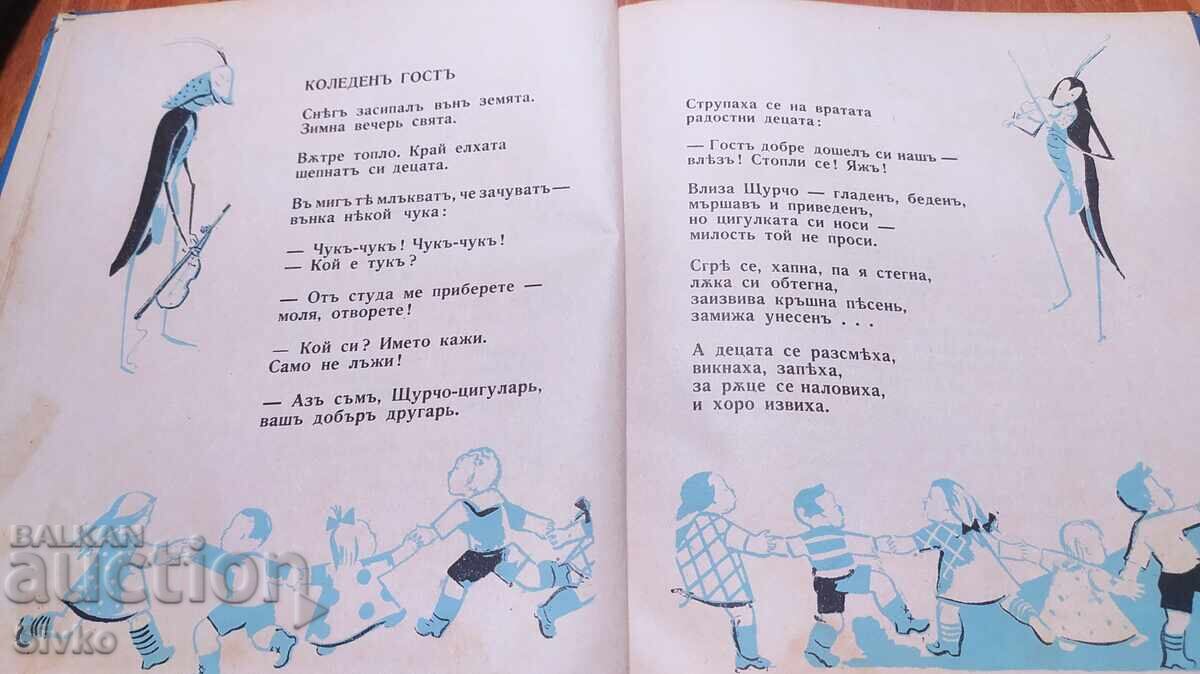 КОЛЕДЕНЪ ГОСТЪ
Снѣгъ засипалъ вънъ земята.
Зимна вечерь свята.
Вѫтре топло. Край елхата
шепнатъ си децата.
Въ мигъ тѣ млъкватъ, че зачуватъ—
вънка нѣкой чука:
— Чукъ-чукъ! Чукъ-чукъ!
— Кой е тукъ?
— Отъ студа ме приберете —
моля, отворете!
— Кой си? Името кажи.
Само не лъжи!
— Азъ съмъ, Щурчо-цигуларь,
вашъ добъръ другарь.
Струпаха се на вратата
радостни децата:
— Гостъ добре дошелъ си нашъ —
влѣзъ! Стопли се! Яжъ!
Влиза Щурчо — гладенъ, беденъ,
мършавъ и приведенъ,
но цигулката си носи —
милость той не проси.
Сгрѣ се, хапна, па я стегна,
лѫка си обтегна,
заизвива кръшна пѣсень,
замижа унесенъ . . .
А децата се разсмѣха,
викнаха, запѣха,
за рѫце се наловиха,
и хоро извиха.
BALKAN
auction
Sivko